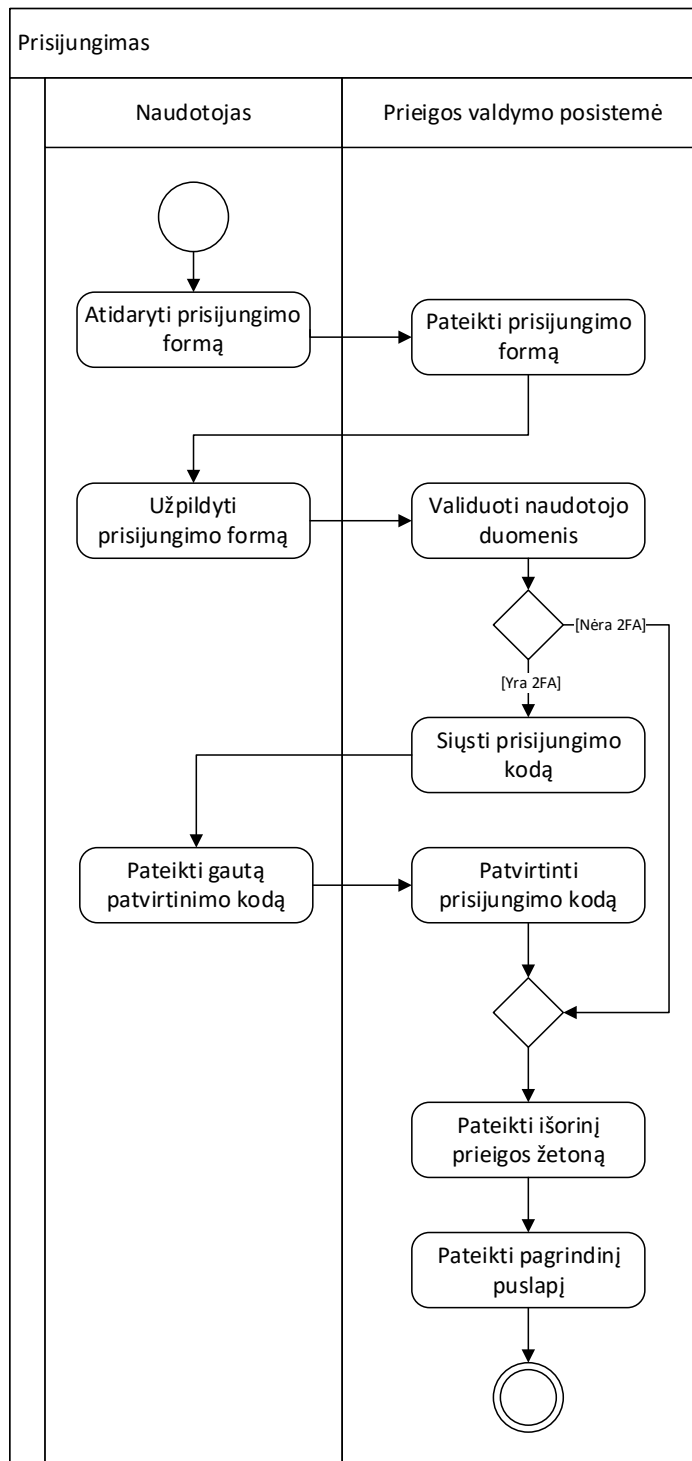 Prisijungimas
Naudotojas
Prieigos valdymo posistemė
Atidaryti prisijungimo
formą
Pateikti prisijungimo
formą
Užpildyti
prisijungimo formą
Validuoti naudotojo
duomenis
[Nėra 2FA]
[Yra 2FA]
Siųsti prisijungimo
kodą
Pateikti gautą
patvirtinimo kodą
Patvirtinti
prisijungimo kodą
Pateikti išorinį
prieigos žetoną
Pateikti pagrindinį
puslapį